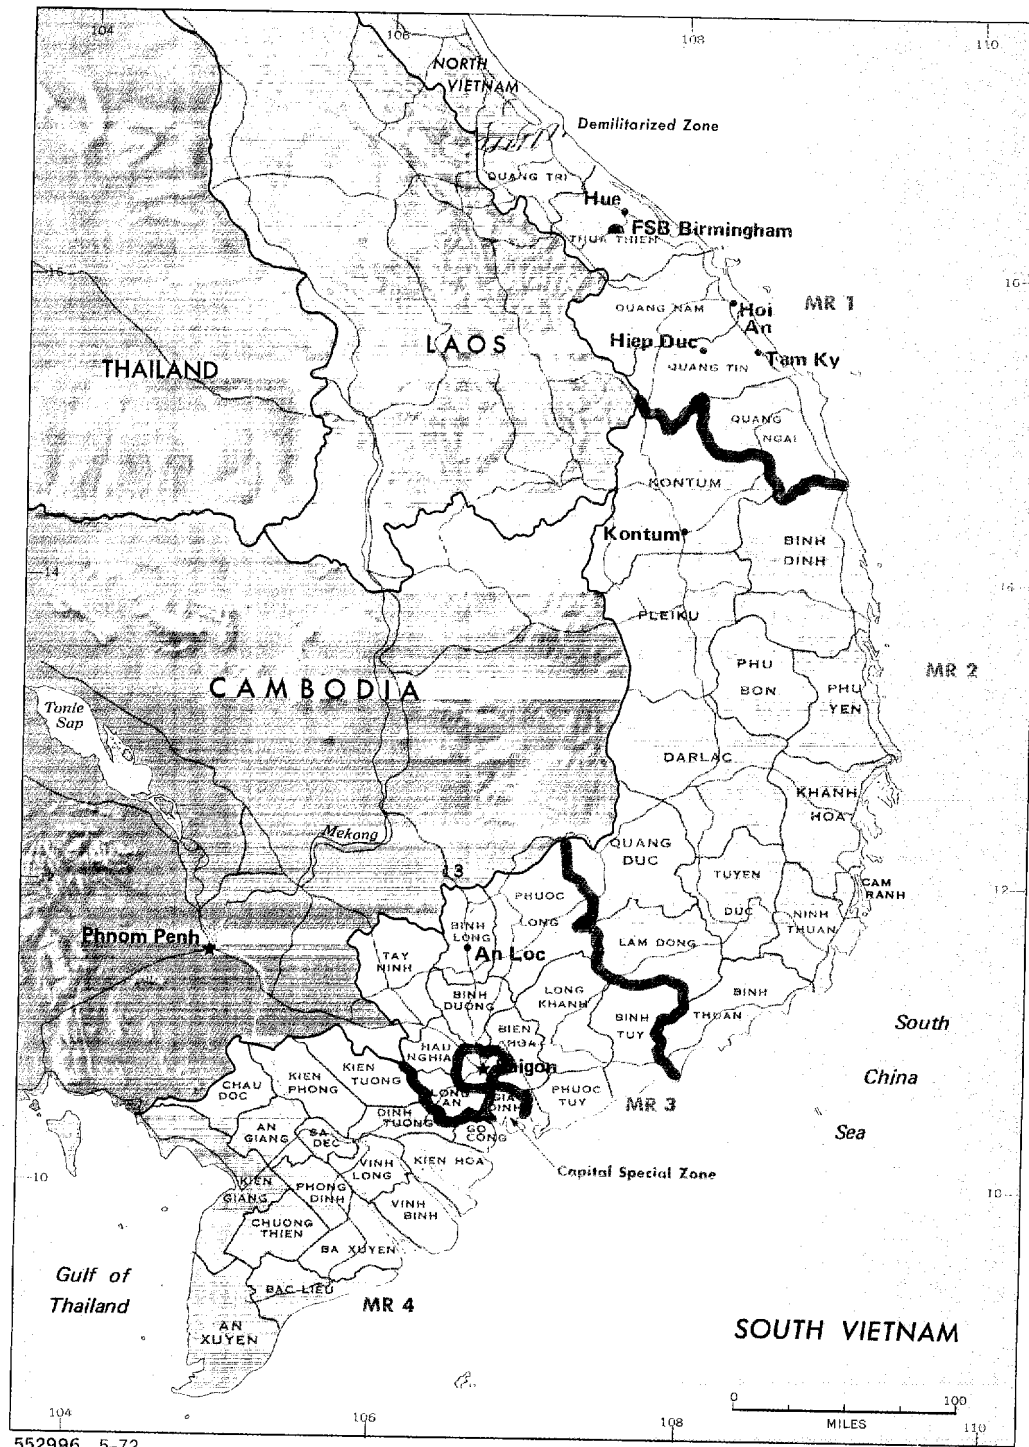 104
106
108
110
NORTH
VIETNAM
Demilitarized Zone
QUANG TRI
Hue
FSB Birmingham
THUA THIEN
16
16
QUANG NAM
Hoi
An
MR 1
LAOS
Hiep Duc
Tam Ky
QUANG TIN
THAILAND
QUANG
NGAI
KONTUM
Kontum
BINH
DINH
14
14
PLEIKU
PHU
BON
MR 2
CAMBODIA
PHU
YEN
Tonle
Sap
DARLAC
KHANH
HOA
Mekong
QUANG
DUC
13
TUYEN
DUC
CAM
RANH
12
PHUOC
LONG
NINH
THUAN
BINH
LONG
Phnom Penh
An Loc
LAM DONG
TAY
NINH
BINH
DUONG
LONG
KHANH
BINH
THUAN
BINH
TUY
BIEN
HOA
South
China
Sea
HAU
NGHIA
Saigon
KIEN
TUONG
KIEN
PHONG
CHAU
DOC
LONG
AN
GIA
DINH
PHUOC
TUY
MR 3
DINH
TUONG
GO
CONG
AN
GIANG
SA
DEC
VINH
LONG
KIEN HOA
Capital Special Zone
10
10
KIEN
GIANG
PHONG
DINH
VINH
BINH
CHUONG
THIEN
BA XUYEN
Gulf of
Thailand
BAC LIEU
MR 4
AN
XUYEN
SOUTH VIETNAM
0
100
MILES
104
106
108
110
552996 5-72